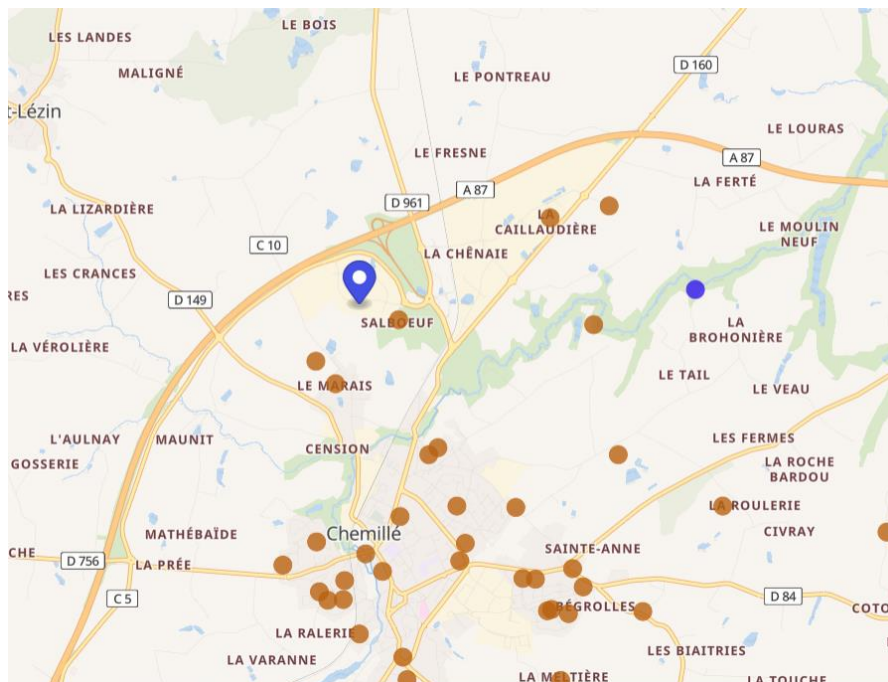 LE BOIS
LES LANDES
MALIGNÉ
LE PONTREAU
D 160
t-Lézin
LE LOURAS
LE FRESNE
A 87
LA FERTÉ
A 87
D 961
LA LIZARDIÈRE
LA
CAILLAUDIÈRE
LE MOULIN
NEUF
C 10
LA CHÊNAIE
LES CRANCES
RES
D 149
SALBOEUF
LA
BROHONIÈRE
LA VÉROLIÈRE
LE TAIL
LE MARAIS
LE VEAU
L'AULNAY
MAUNIT
LES FERMES
CENSION
GOSSERIE
LA ROCHE
BARDOU
LA ROULERIE
MATHÉBAÏDE
Chemillé
CIVRAY
SAINTE-ANNE
CHE
D 756
LA PRÉE
C 5
D 84
BÉGROLLES
COTO
LA RALERIE
LES BIAITRIES
LA VARANNE
LA MELTIÈRE
LA TOUCHE